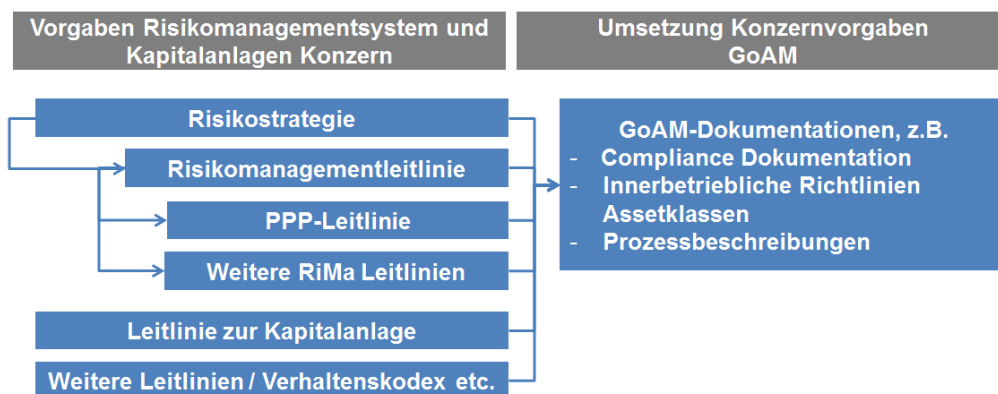 Vorgaben Risikomanagementsystem und
Kapitalanlagen Konzern
Umsetzung Konzernvorgaben
GoAM
Risikostrategie
Risikomanagementleitlinie
PPP-Leitlinie
Weitere RiMa Leitlinien
Leitlinie zur Kapitalanlage
Weitere Leitlinien / Verhaltenskodex etc.
GoAM-Dokumentationen, z.B.
- Compliance Dokumentation
- Innerbetriebliche Richtlinien
Assetklassen
- Prozessbeschreibungen